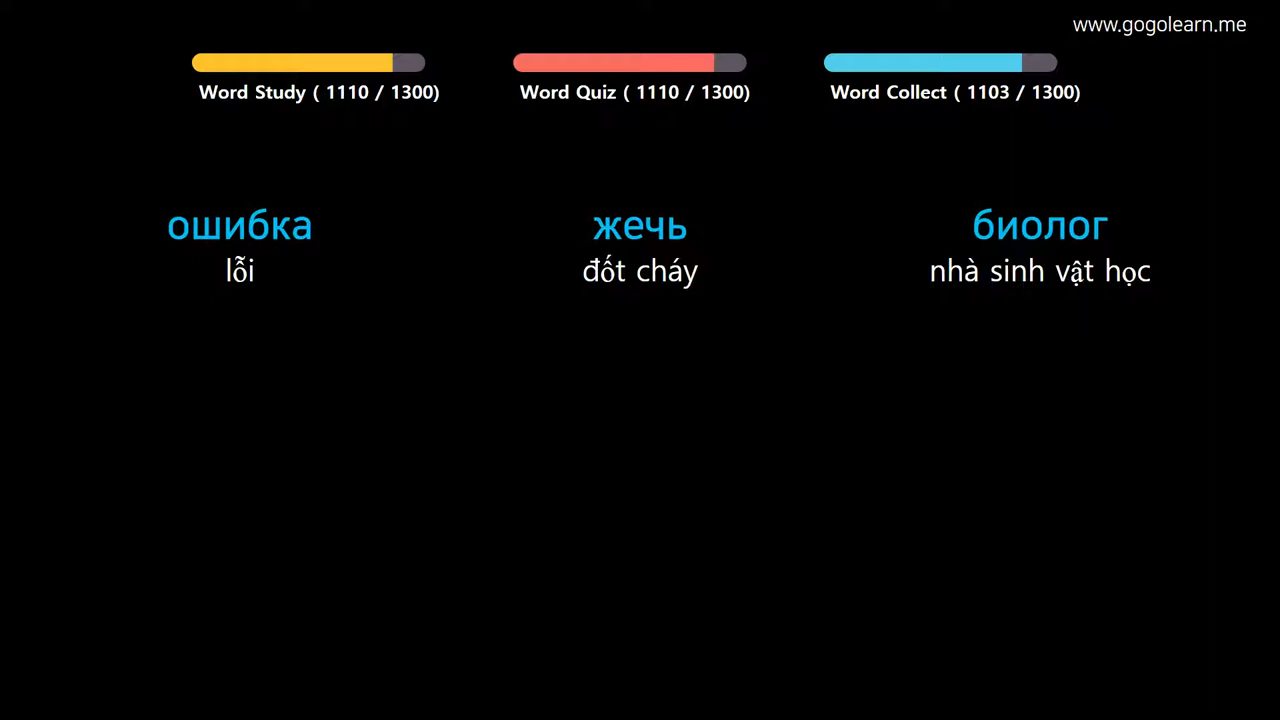 www.gogolearn.me
Word Study ( 1110 / 1300)
Word Quiz ( 1110 / 1300)
Word Collect ( 1103 / 1300)
ошибка
lỗi
жечь
đốt cháy
биолог
nhà sinh vật học